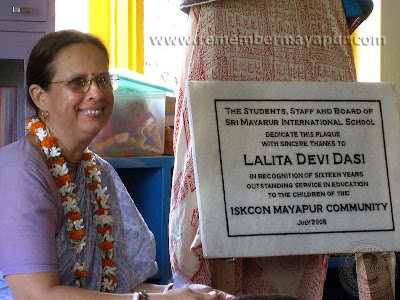 www.remembermayapur.com
The Students, Staff and Board of
Sri Mayapur International School
dedicate this plaque
with sincere thanks to
Lalita Devi Dasi
in recognition of sixteen years
outstanding service in education
to the children of the
ISKCON Mayapur Community
July 2008